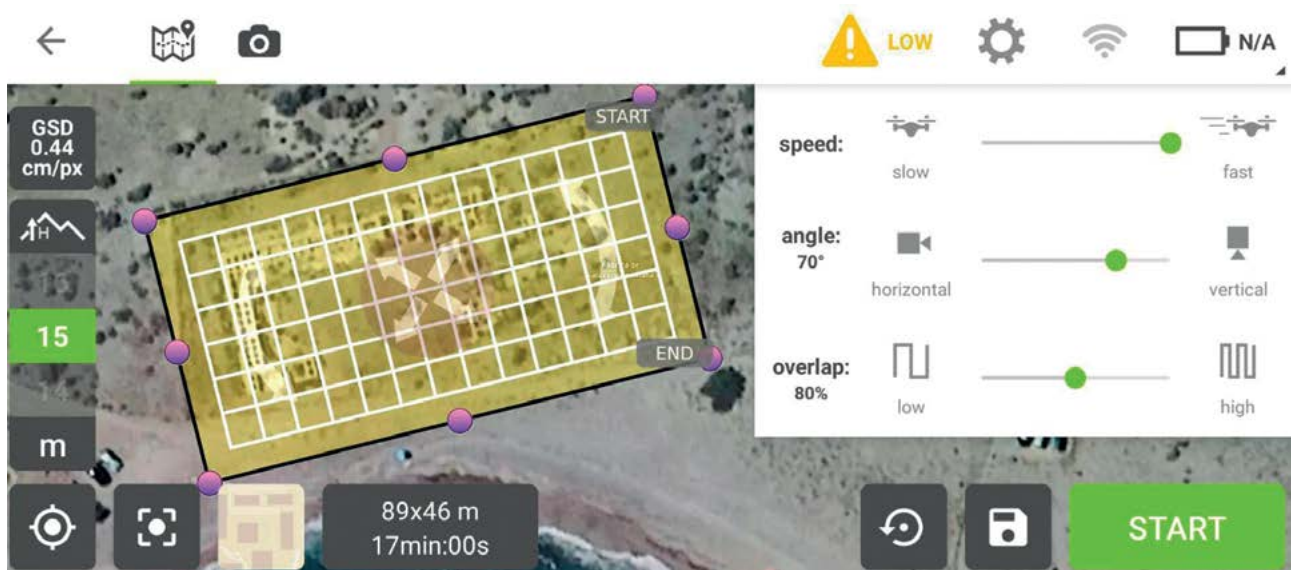 LOW
N/A
GSD
0.44
cm/px
H
15
14
m
START
END
speed:
slow
fast
angle:
70°
horizontal
vertical
overlap:
80%
low
high
89x46 m
17min:00s
START